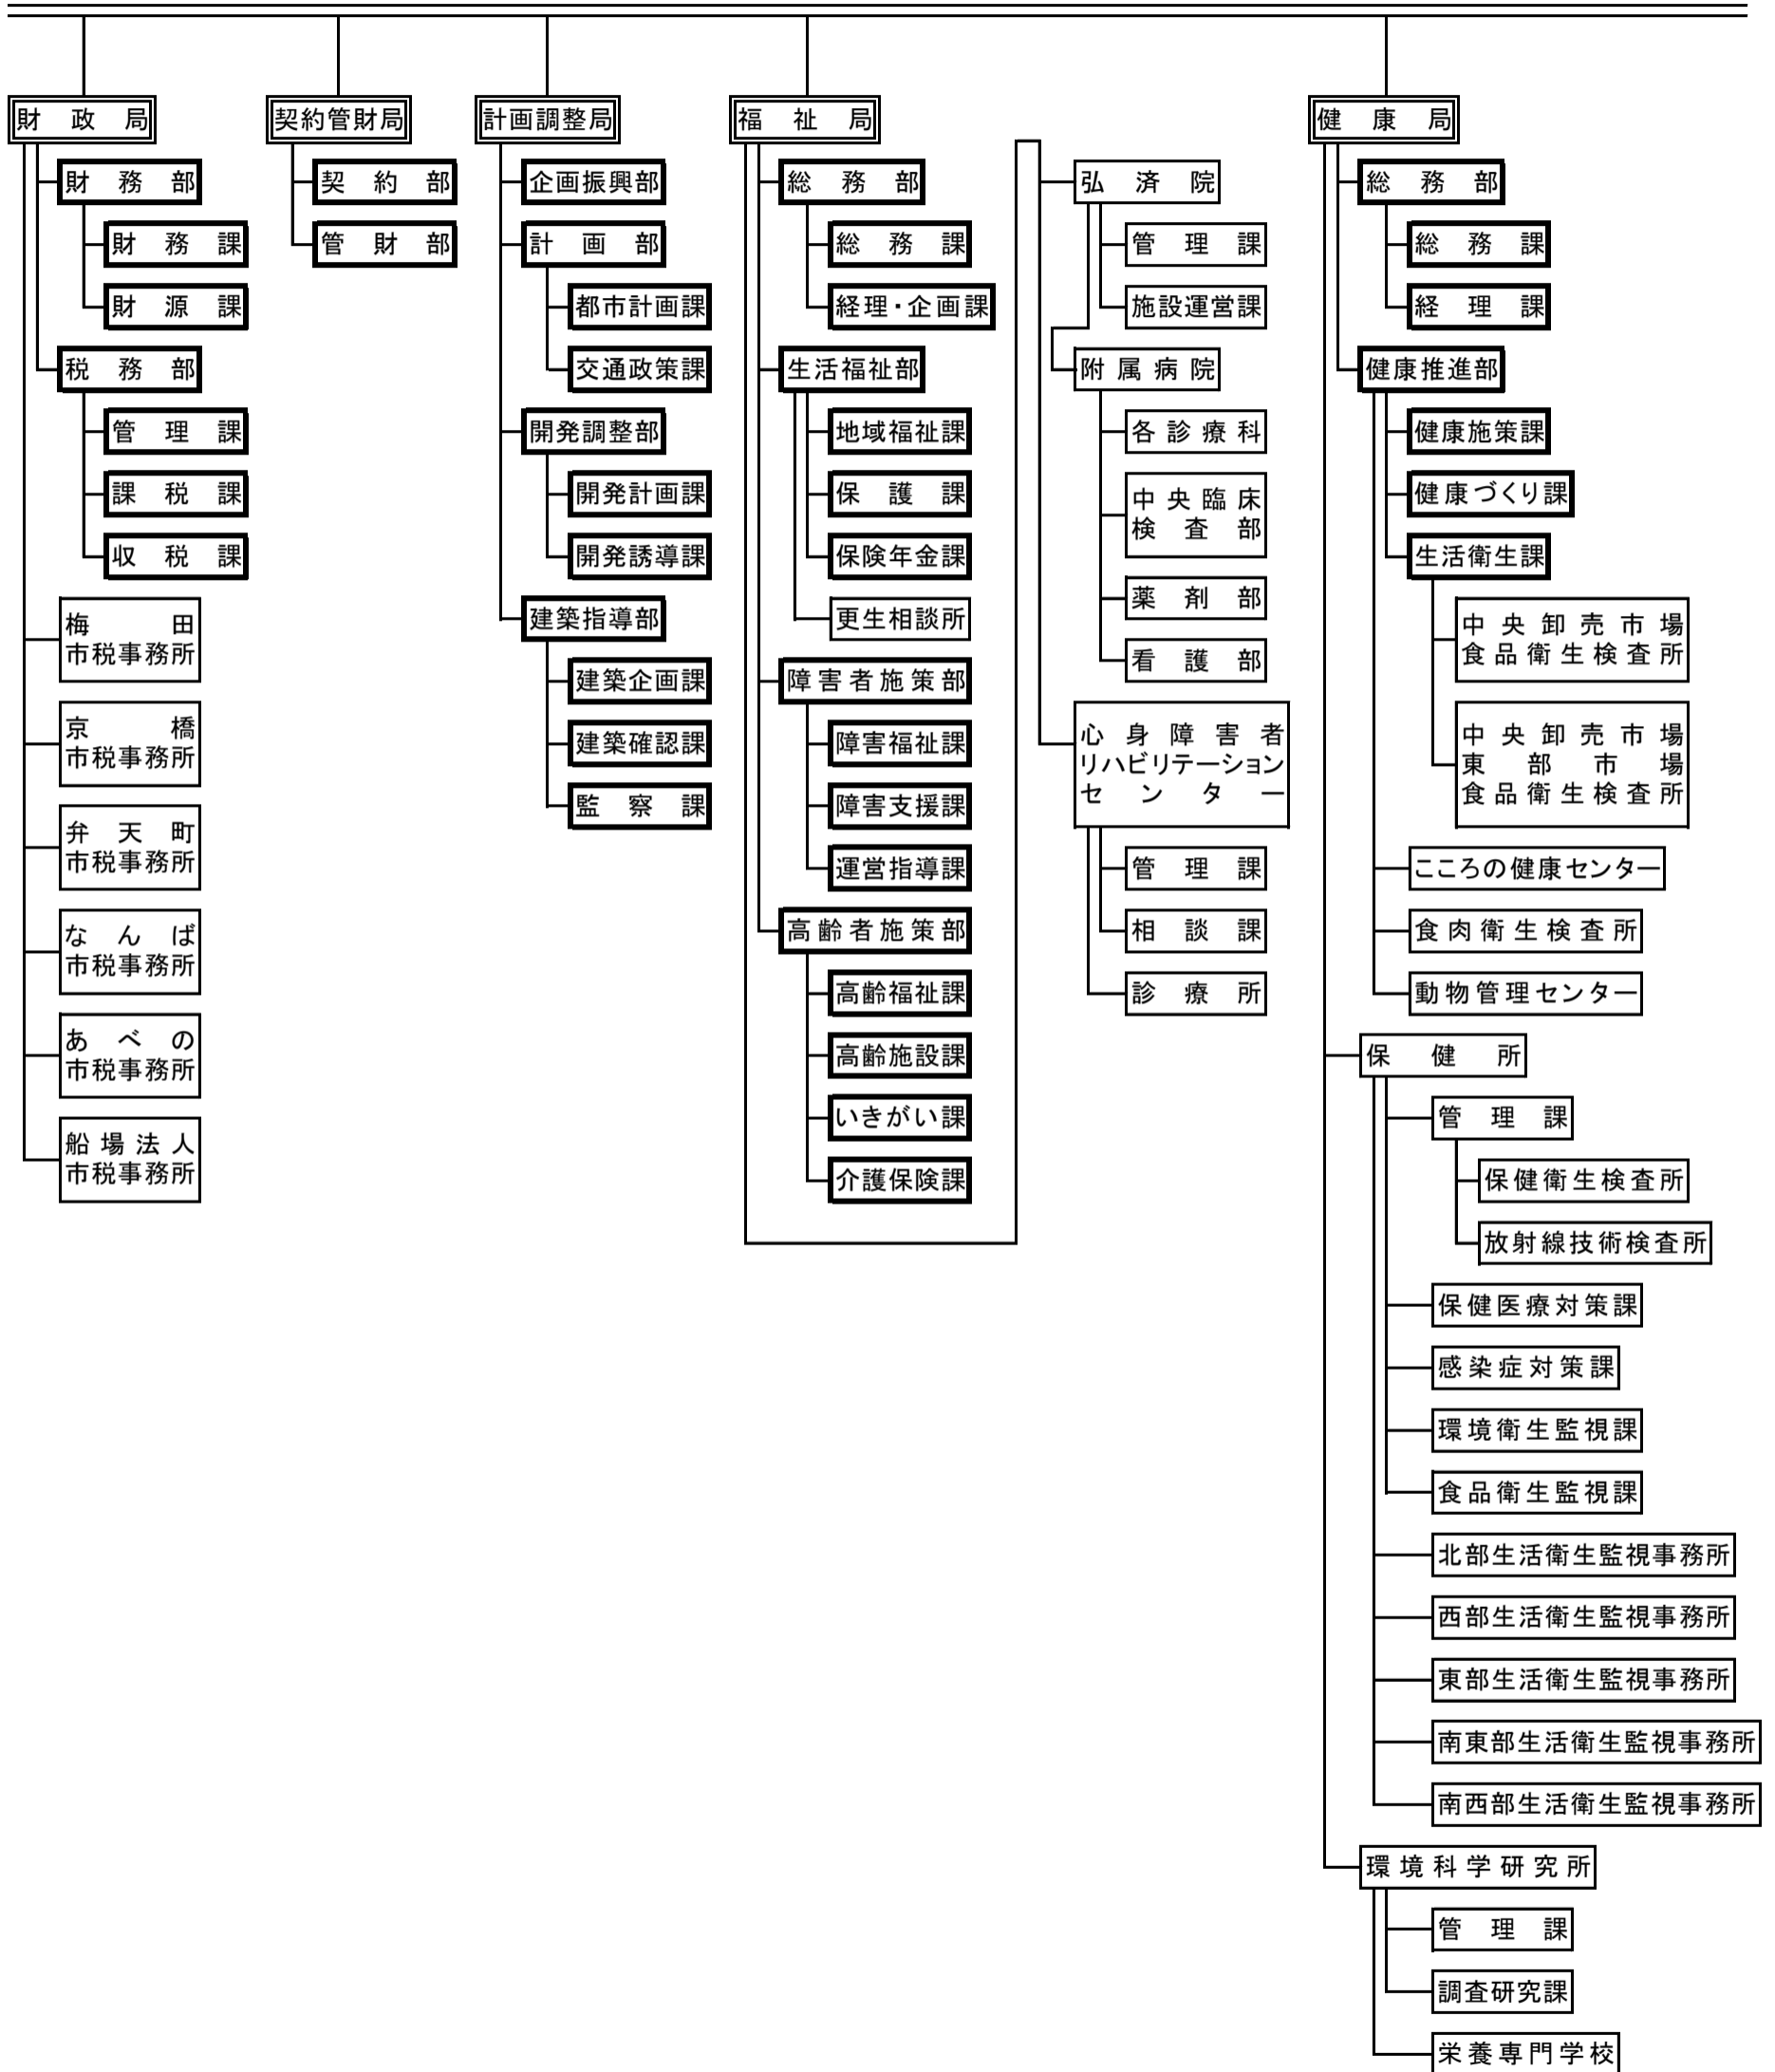 財政局
財務部
財務課
財源課
税務部
管理課
課税課
収税課
梅田
市税事務所
京橋
市税事務所
弁天町
市税事務所
なんば
市税事務所
あべの
市税事務所
船場法人
市税事務所
契約管財局
契約部
管財部
計画調整局
企画振興部
計画部
都市計画課
交通政策課
開発調整部
開発計画課
開発誘導課
建築指導部
建築企画課
建築確認課
監察課
福祉局
総務部
総務課
経理・企画課
生活福祉部
地域福祉課
保護課
保険年金課
更生相談所
障害者施策部
障害福祉課
障害支援課
運営指導課
高齢者施策部
高齢福祉課
高齢施設課
いきがい課
介護保険課
弘済院
管理課
施設運営課
附属病院
各診療科
中央臨床
検査部
薬剤部
看護部
心身障害者
リハビリテーション
センター
管理課
相談課
診療所
健康局
総務部
総務課
経理課
健康推進部
健康施策課
健康づくり課
生活衛生課
中央卸売市場
食品衛生検査所
中央卸売市場
東部市場
食品衛生検査所
こころの健康センター
食肉衛生検査所
動物管理センター
保健所
管理課
保健衛生検査所
放射線技術検査所
保健医療対策課
感染症対策課
環境衛生監視課
食品衛生監視課
北部生活衛生監視事務所
西部生活衛生監視事務所
東部生活衛生監視事務所
南東部生活衛生監視事務所
南西部生活衛生監視事務所
環境科学研究所
管理課
調査研究課
栄養専門学校